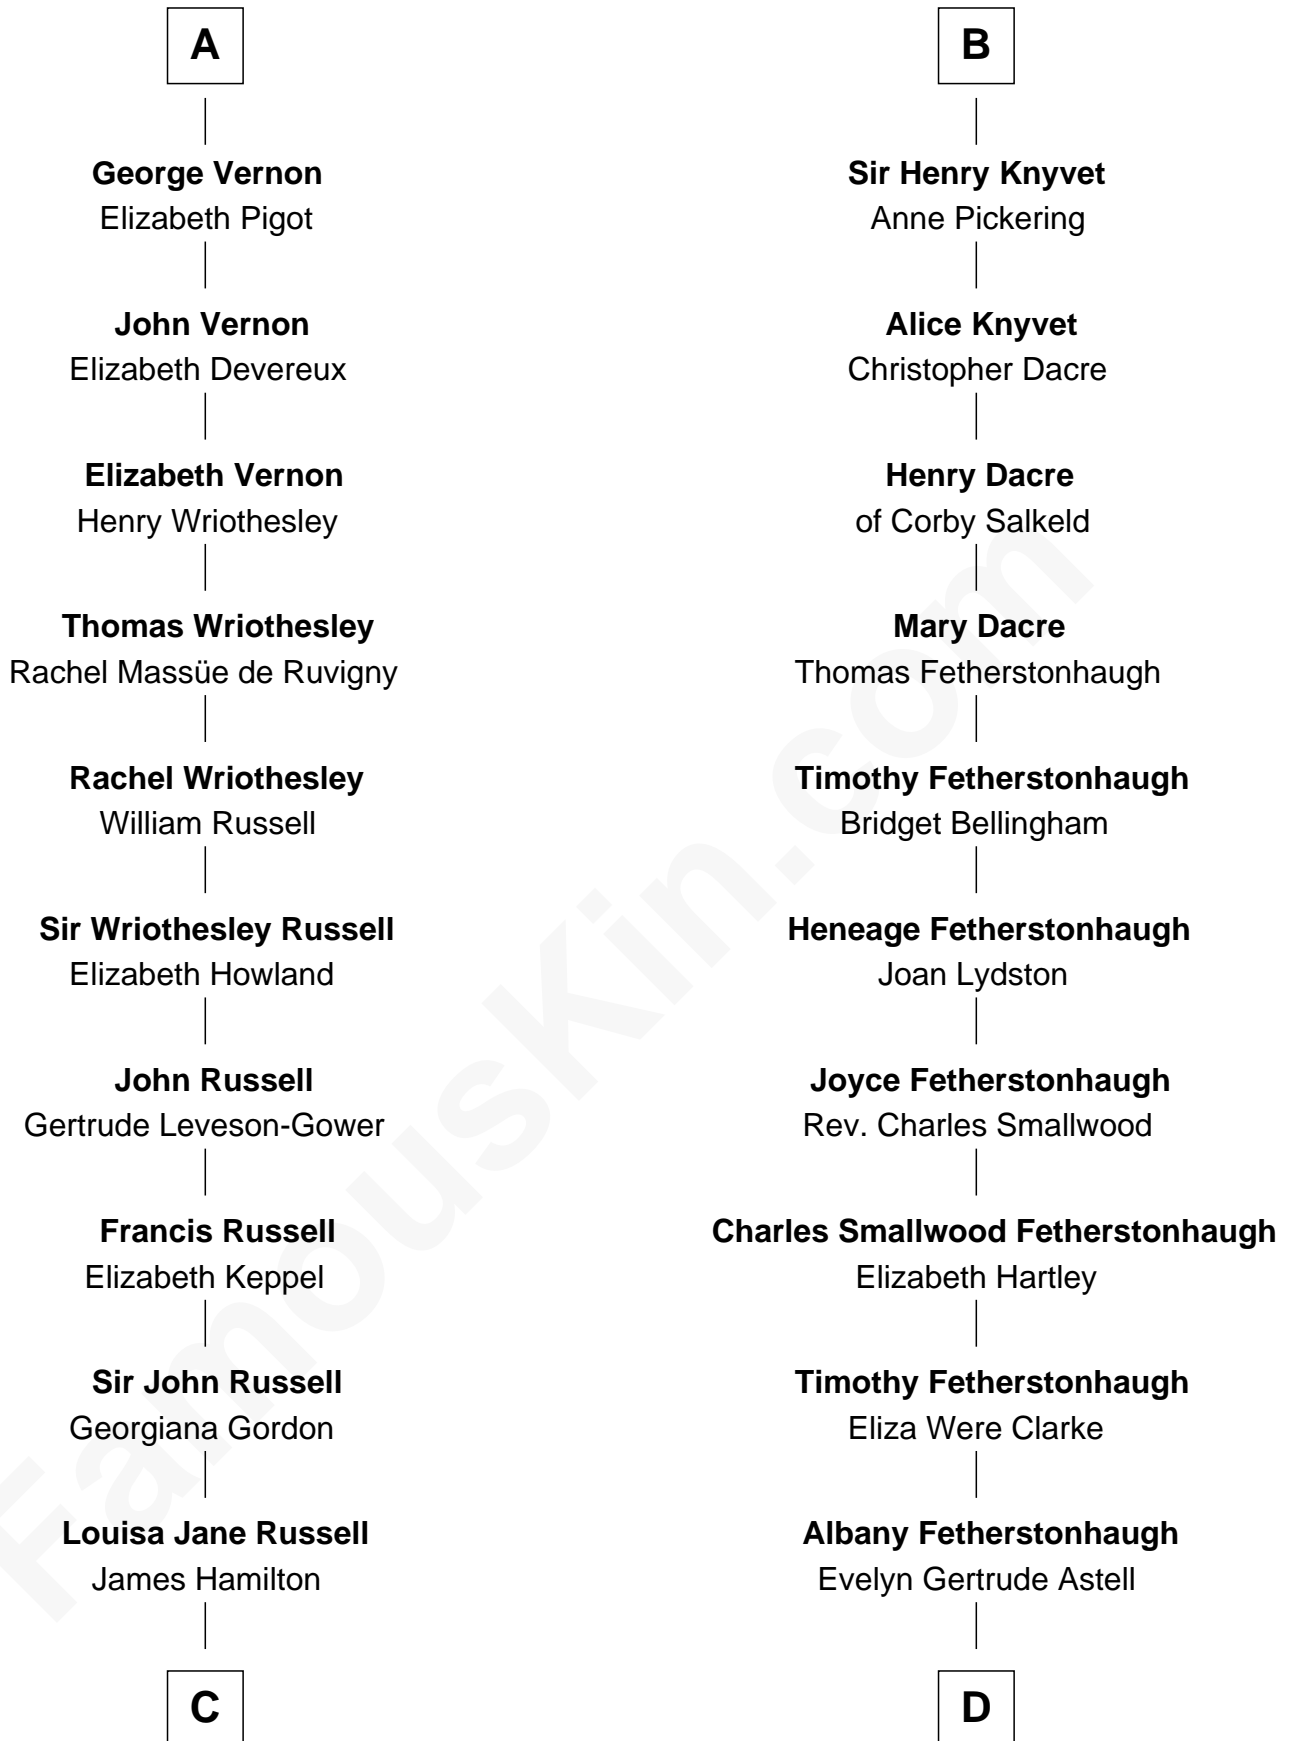 A
George Vernon
Elizabeth Pigot
John Vernon
Elizabeth Devereux
Elizabeth Vernon
Henry Wriothesley
Thomas Wriothesley
Rachel Massüe de Ruvigny
Rachel Wriothesley
William Russell
Sir Wriothesley Russell
Elizabeth Howland
John Russell
Gertrude Leveson-Gower
Francis Russell
Elizabeth Keppel
Sir John Russell
Georgiana Gordon
Louisa Jane Russell
James Hamilton
C
B
Sir Henry Knyvet
Anne Pickering
Alice Knyvet
Christopher Dacre
Henry Dacre
of Corby Salkeld
Mary Dacre
Thomas Fetherstonhaugh
Timothy Fetherstonhaugh
Bridget Bellingham
Heneage Fetherstonhaugh
Joan Lydston
Joyce Fetherstonhaugh
Rev. Charles Smallwood
Charles Smallwood Fetherstonhaugh
Elizabeth Hartley
Timothy Fetherstonhaugh
Eliza Were Clarke
Albany Fetherstonhaugh
Evelyn Gertrude Astell
D
FamousKin.com